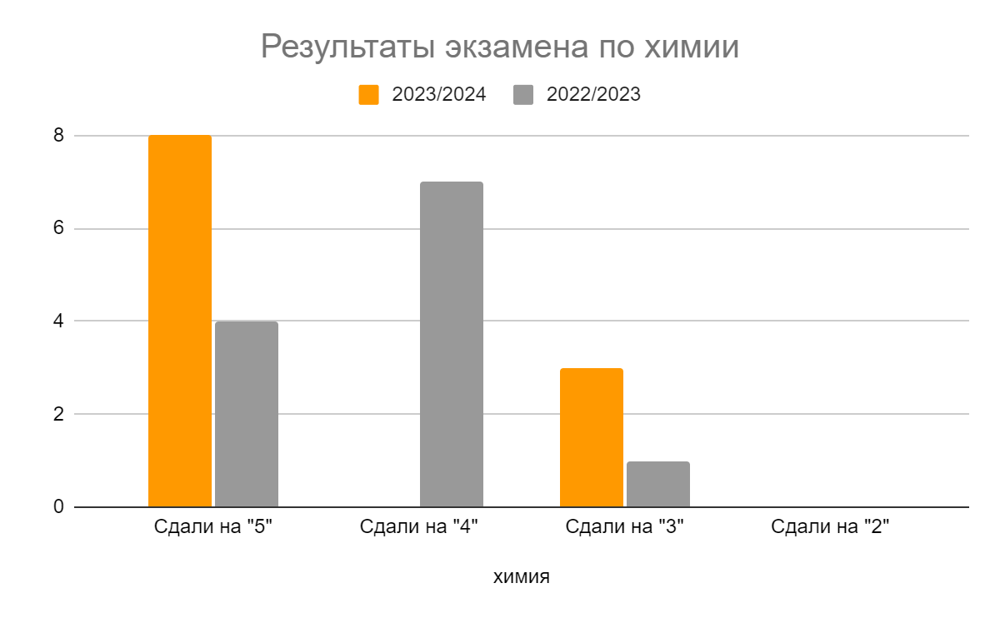 Результаты экзамена по химии
2023/2024 2022/2023
8
6
4
2
0
Сдали на "5" Сдали на "4" Сдали на "3" Сдали на "2"
химия